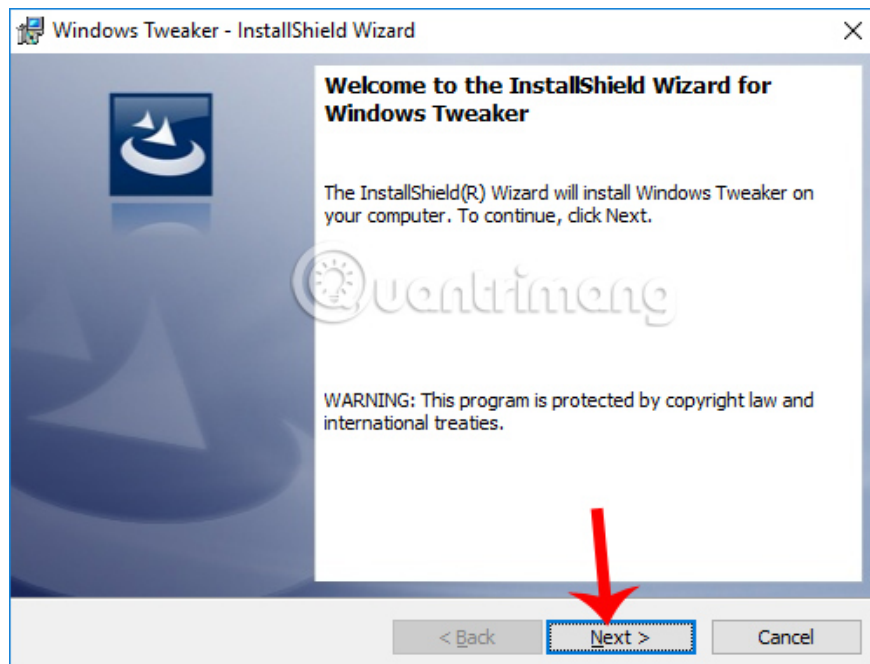 Windows Tweaker - InstallShield Wizard
Welcome to the InstallShield Wizard for
Windows Tweaker
The InstallShield(R) Wizard will install Windows Tweaker on
your computer. To continue, click Next.
Quantrimang
WARNING: This program is protected by copyright law and
international treaties.
< Back Next > Cancel